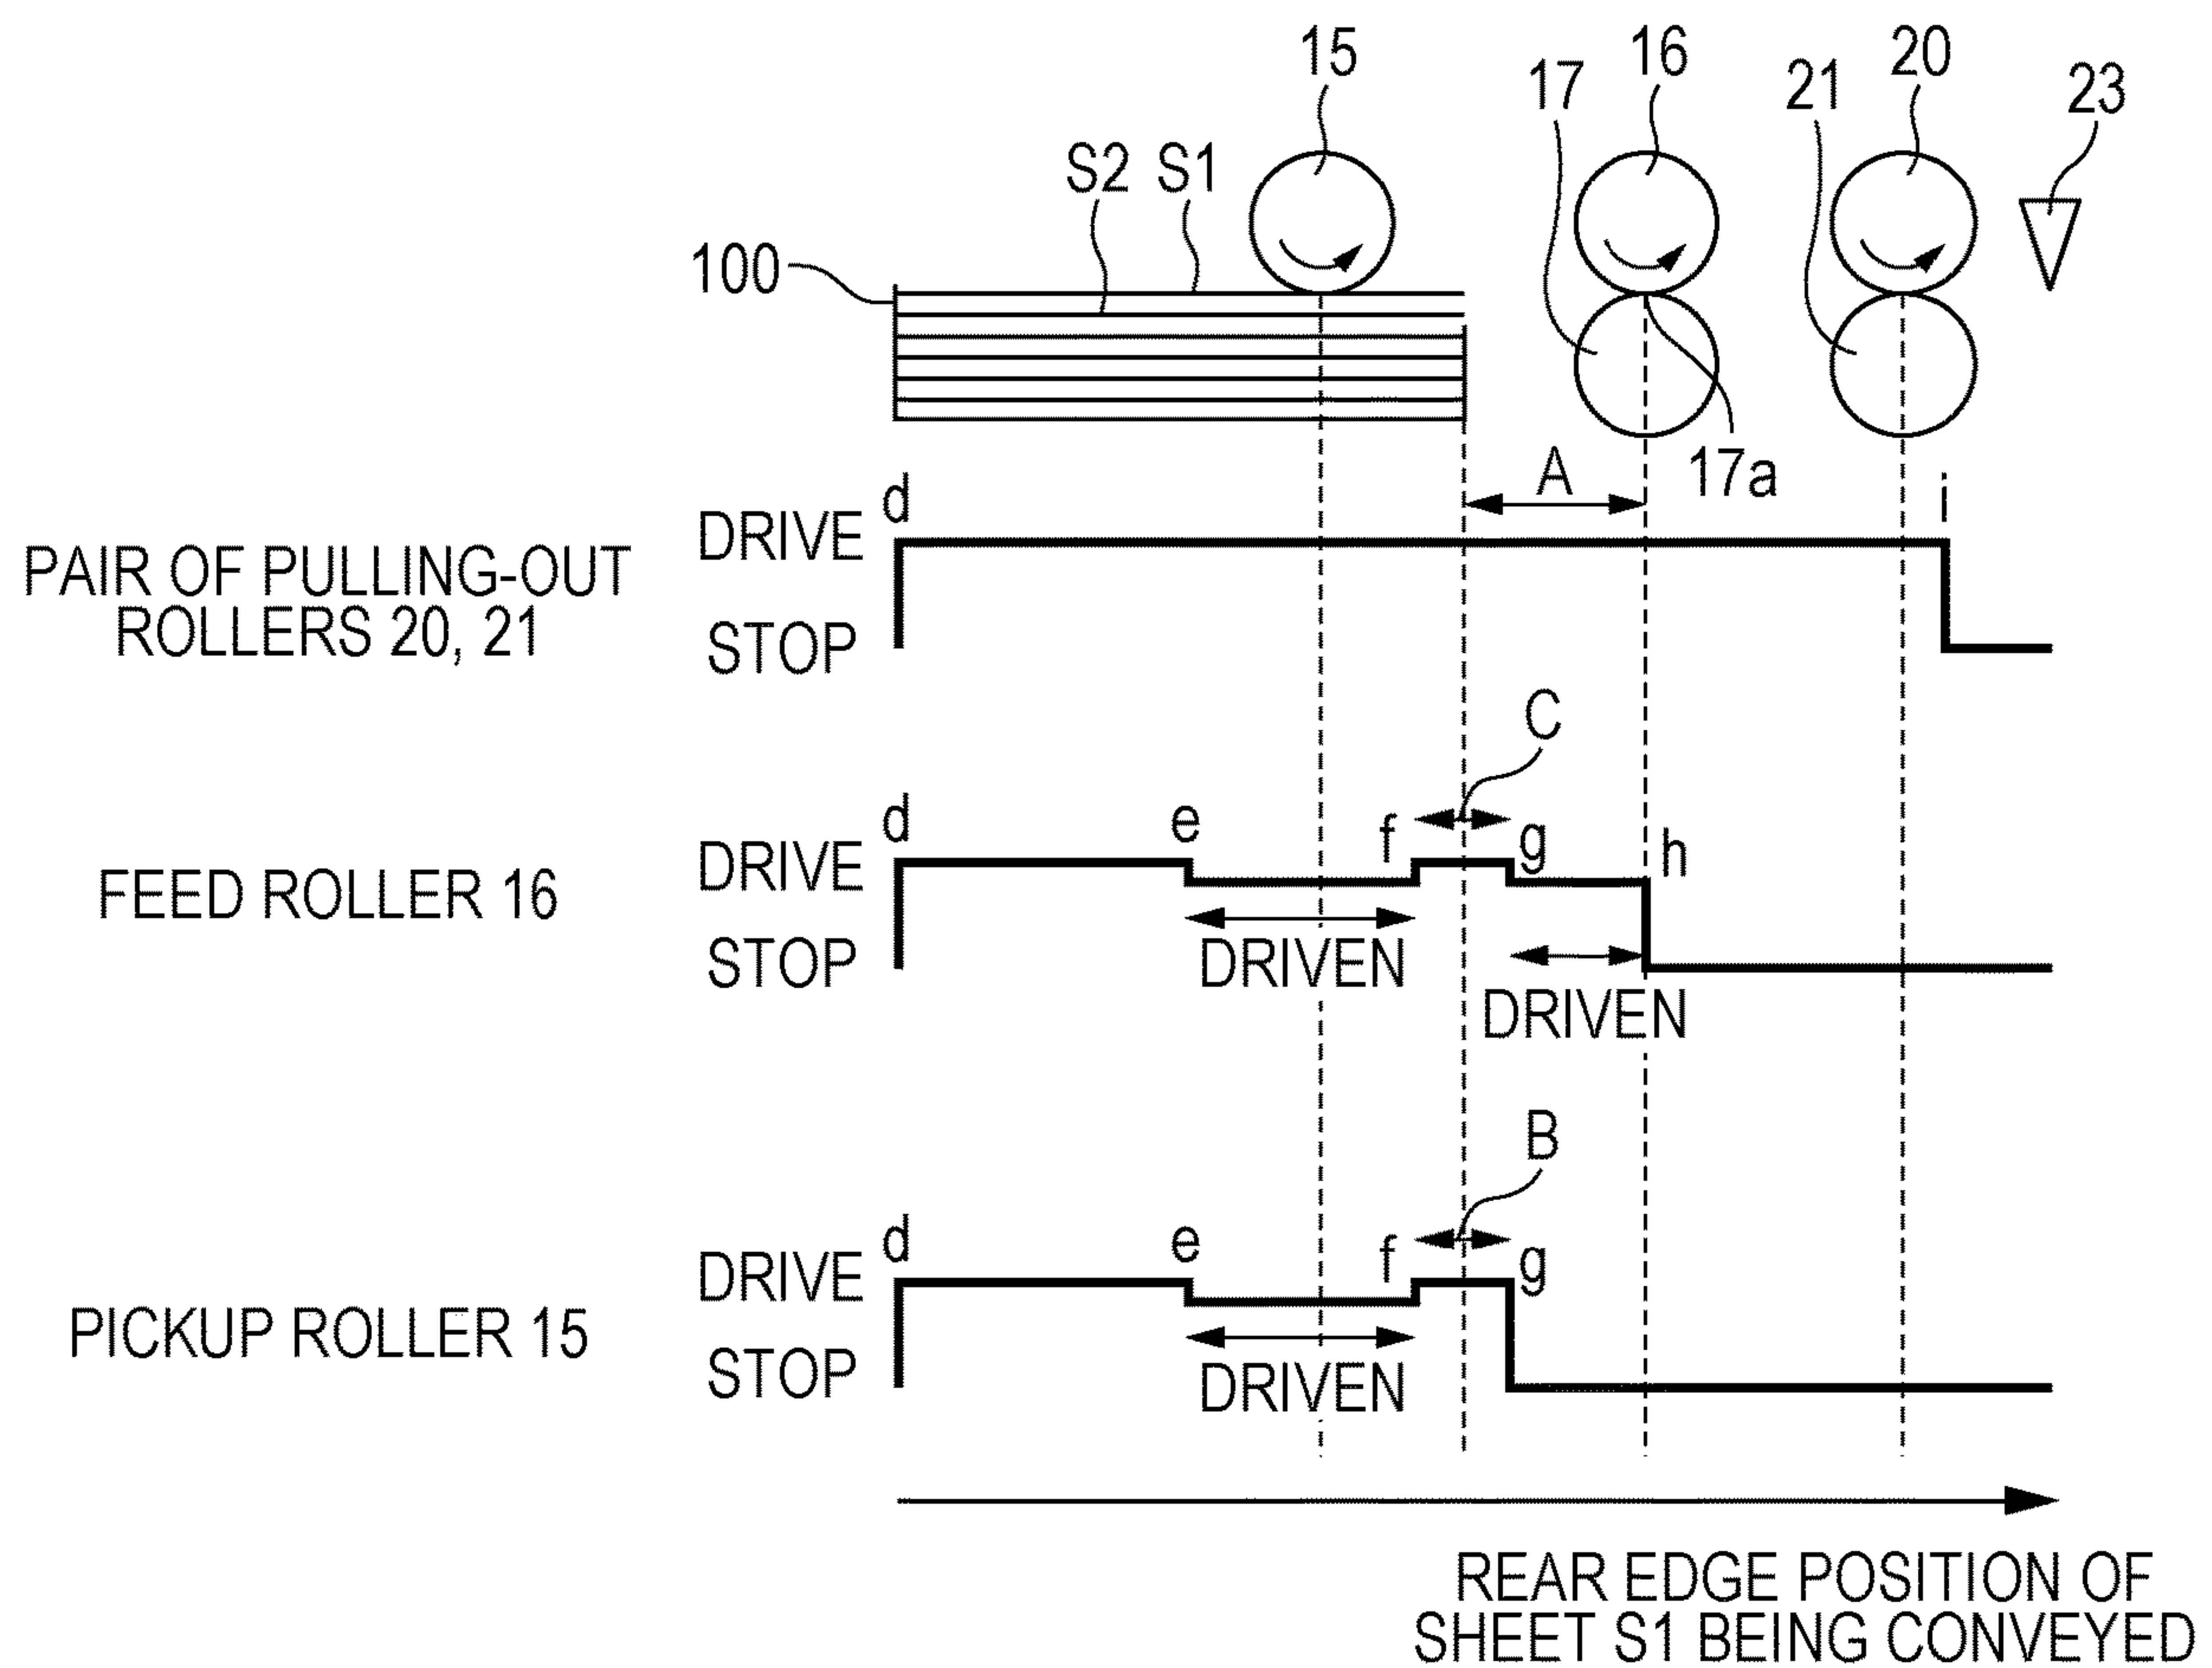 15
16
20
17
21
23
S2 S1
100
17a
A
d
i
DRIVE
PAIR OF PULLING-OUT
ROLLERS 20, 21
STOP
C
d
e
f
g
h
DRIVE
FEED ROLLER 16
STOP
DRIVEN
DRIVEN
B
d
e
f
g
DRIVE
PICKUP ROLLER 15
STOP
DRIVEN
REAR EDGE POSITION OF
SHEET S1 BEING CONVEYED